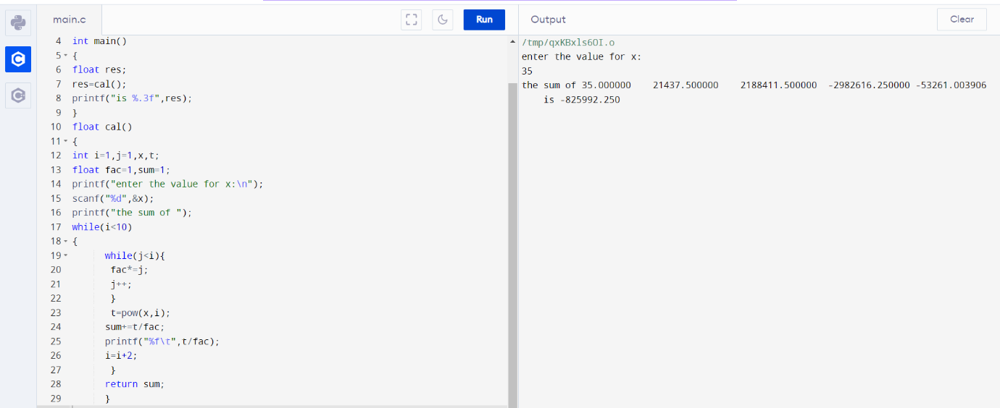 main.c
Run
4 int main()
5 {
6 float res;
7 res=cal();
8 printf("is %.3f",res);
9 }
10 float cal()
11 {
12 int i=1,j=1,x,t;
13 float fac=1,sum=1;
14 printf("enter the value for x:\n");
15 scanf("%d",&x);
16 printf("the sum of ");
17 while(i<10)
18 {
19 while(j<i){
20 fac*=j;
21 j++;
22 }
23 t=pow(x,i);
24 sum+=t/fac;
25 printf("%f\t",t/fac);
26 i=i+2;
27 }
28 return sum;
29 }
Output
Clear
/tmp/qxKBxls6OI.o
enter the value for x:
35
the sum of 35.000000 21437.500000 2188411.500000 -2982616.250000 -53261.003906
is -825992.250